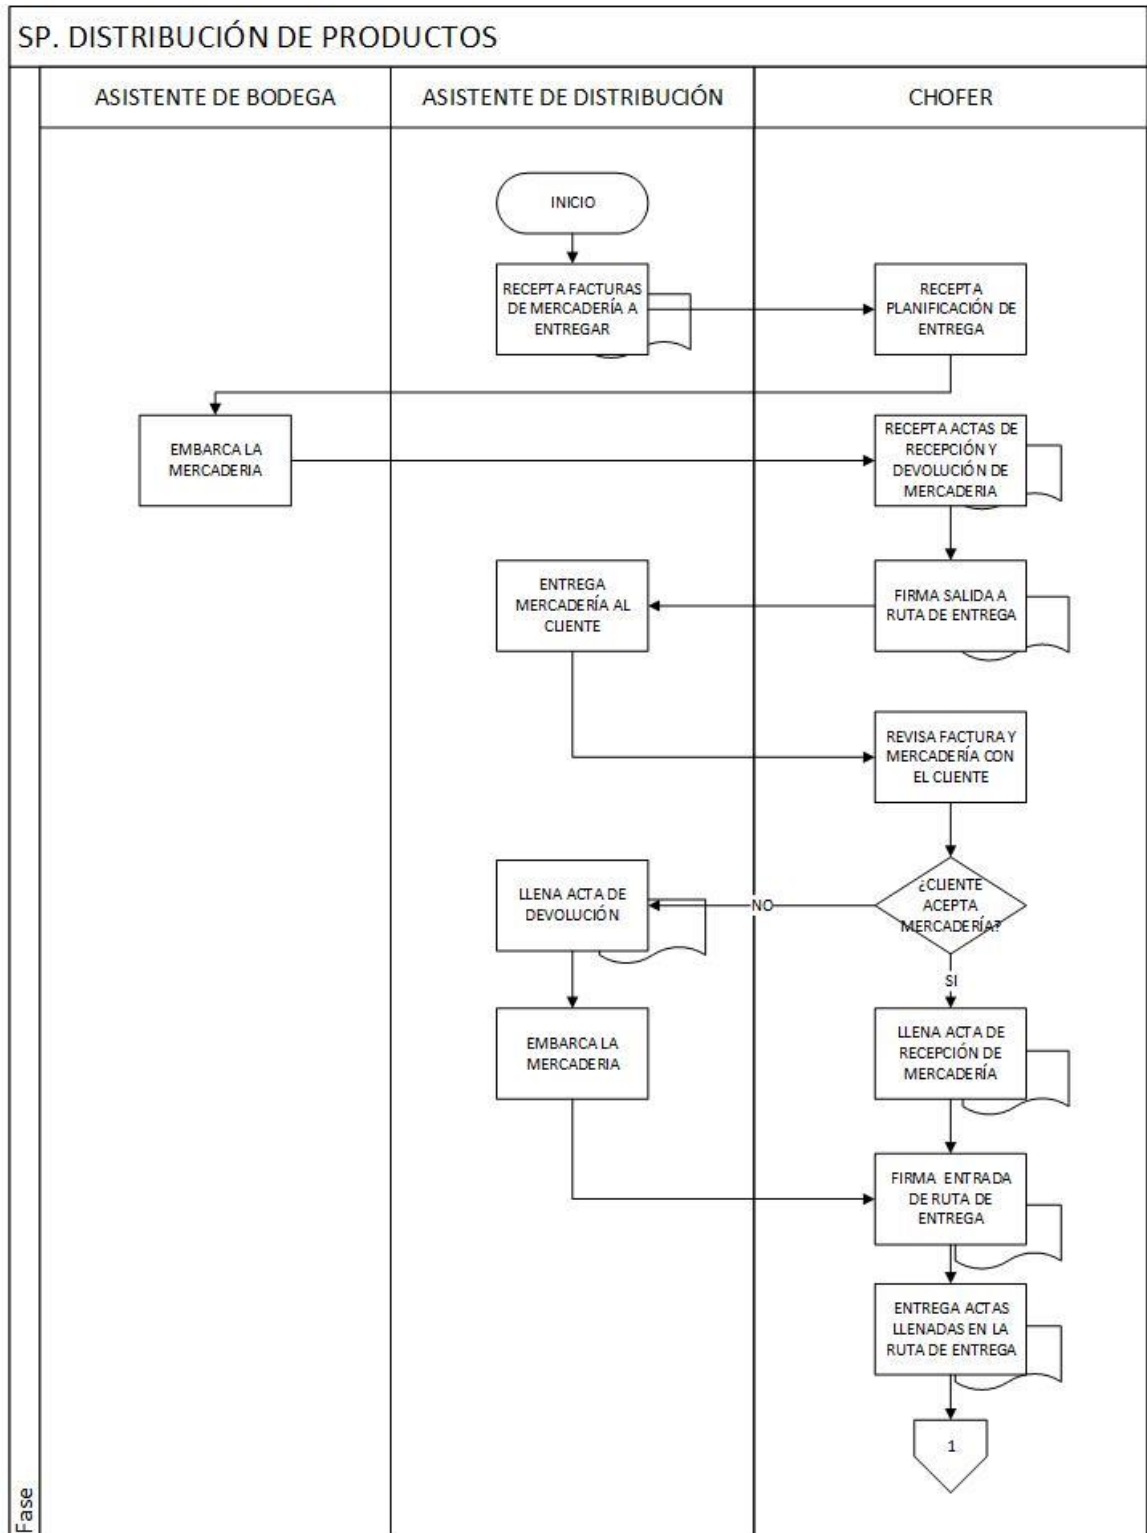 SP. DISTRIBUCIÓN DE PRODUCTOS
ASISTENTE DE BODEGA
ASISTENTE DE DISTRIBUCIÓN
CHOFER
INICIO
RECEPTA FACTURAS
DE MERCADERÍA A
ENTREGAR
RECEPTA
PLANIFICACIÓN DE
ENTREGA
EMBARCA LA
MERCADERIA
RECEPTA ACTAS DE
RECEPCIÓN Y
DEVOLUCIÓN DE
MERCADERIA
ENTREGA
MERCADERÍA AL
CLIENTE
FIRMA SALIDA A
RUTA DE ENTREGA
REVISA FACTURA Y
MERCADERÍA CON
EL CLIENTE
LLENA ACTA DE
DEVOLUCIÓN
NO
¿CLIENTE
ACEPTA
MERCADERÍA?
SI
EMBARCA LA
MERCADERIA
LLENA ACTA DE
RECEPCIÓN DE
MERCADERÍA
FIRMA ENTRADA
DE RUTA DE
ENTREGA
ENTREGA ACTAS
LLENADAS EN LA
RUTA DE ENTREGA
1
Fase